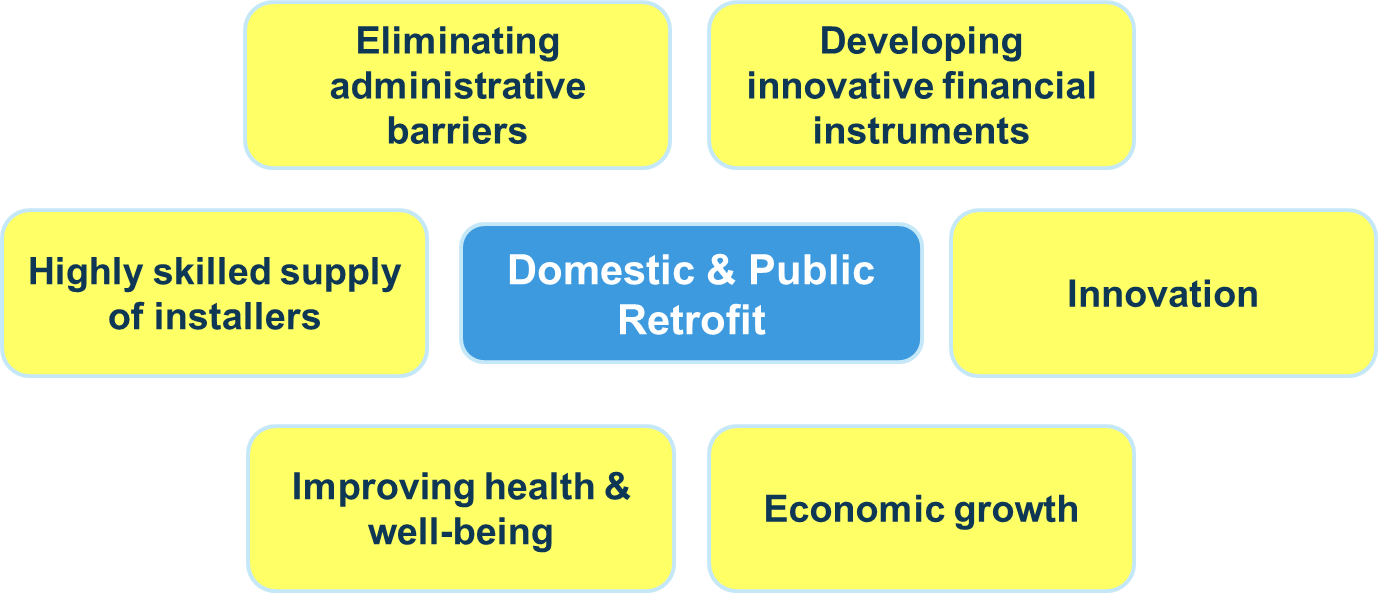 Eliminating
administrative
barriers
Developing
innovative financial
instruments
Highly skilled supply
of installers
Domestic & Public
Retrofit
Innovation
Improving health &
well-being
Economic growth